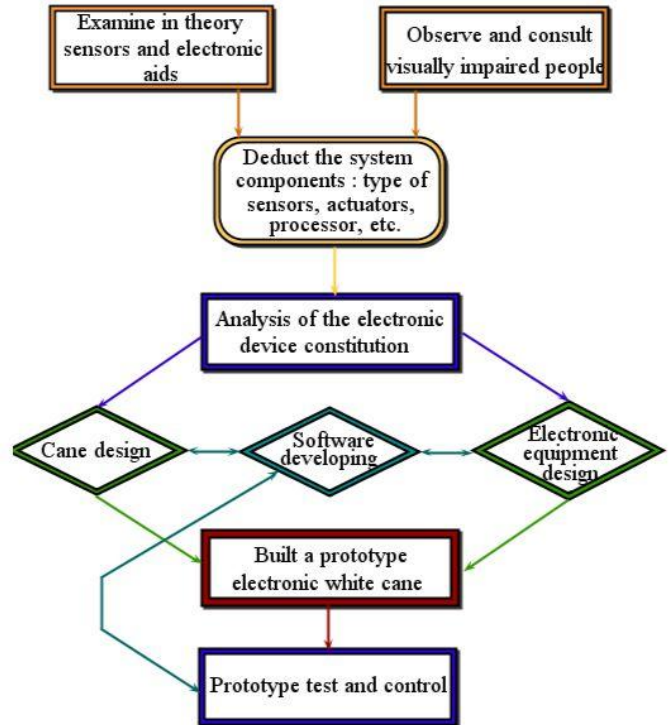 Examine in theory
sensors and electronic
aids
Observe and consult
visually impaired people
Deduct the system
components : type of
sensors, actuators,
processor, etc.
Analysis of the electronic
device constitution
Cane design
Software
developing
Electronic
equipment
design
Built a prototype
electronic white cane
Prototype test and control